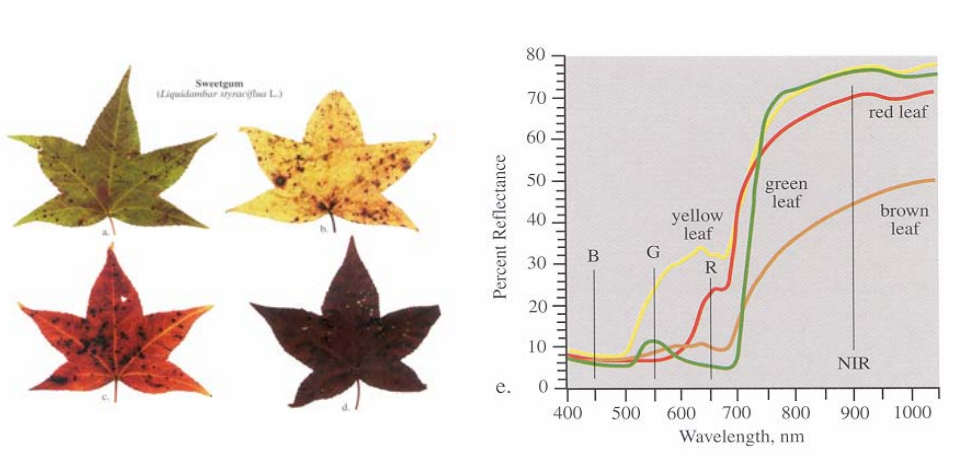 Sweetgum
(Liquidambar styraciflua L.)
a.
b.
c.
d.
80
70
60
50
40
30
20
10
0
Percent Reflectance
B
G
R
NIR
yellow
leaf
green
leaf
red leaf
brown
leaf
e.
400 500 600 700 800 900 1000
Wavelength, nm